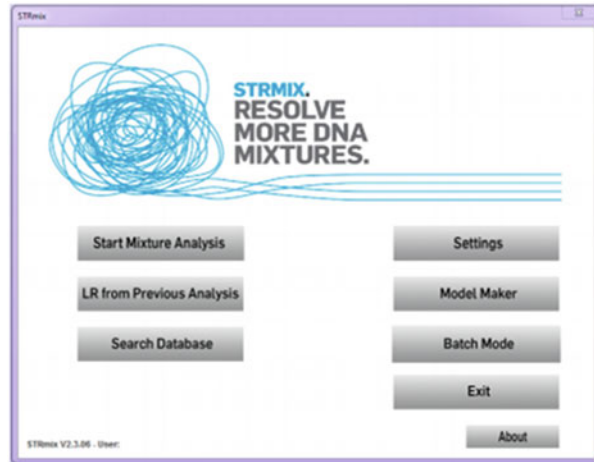 STRmix
STRMIX.
RESOLVE
MORE DNA
MIXTURES.
Start Mixture Analysis
Settings
LR from Previous Analysis
Model Maker
Search Database
Batch Mode
Exit
About
STRmix V2.3.06 - User: